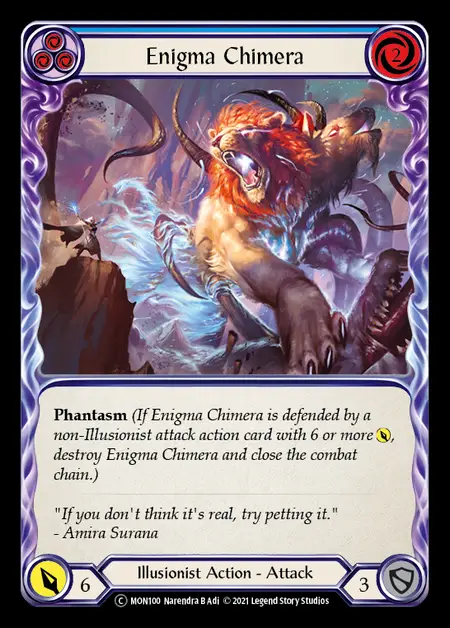 Enigma Chimera
2
Phantasm (If Enigma Chimera is defended by a
non-Illusionist attack action card with 6 or more ,
destroy Enigma Chimera and close the combat
chain.)
"If you don't think it's real, try petting it."
- Amira Surana
6
Illusionist Action - Attack
3
C MON100 Narendra B Adi © 2021 Legend Story Studios